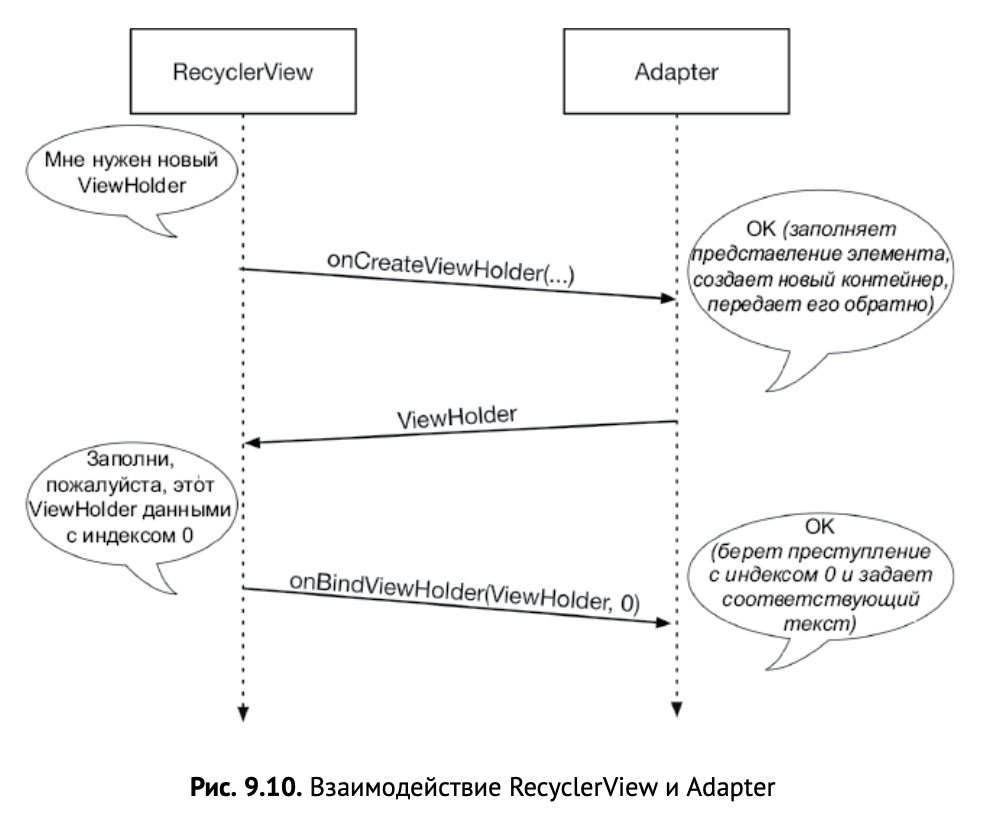 RecyclerView
Adapter
Мне нужен новый
ViewHolder
OK (заполняет
представление элемента,
создает новый контейнер,
передает его обратно)
onCreateViewHolder(...)
ViewHolder
Заполни,
пожалуйста, этот
ViewHolder данными
с индексом 0
OK
(берет преступление
с индексом 0 и задает
соответствующий
текст)
onBindViewHolder(ViewHolder, 0)
Рис. 9.10. Взаимодействие RecyclerView и Adapter